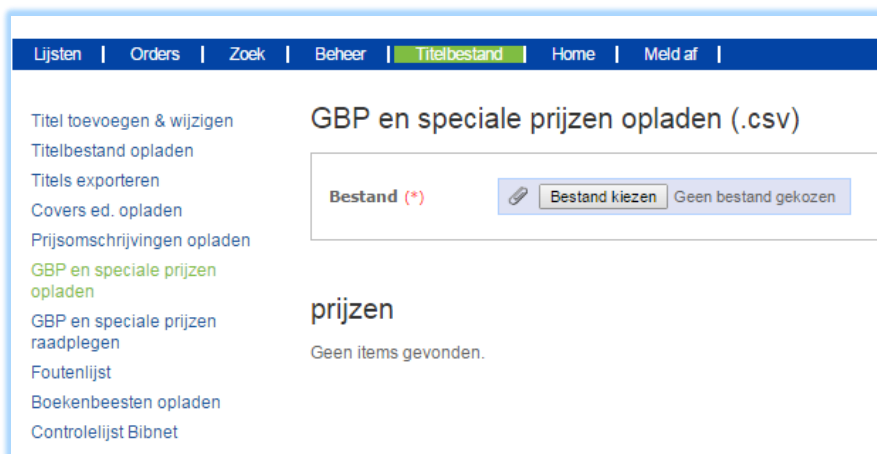 Lijsten | Orders | Zoek | Beheer | Titelbestand | Home | Meld af |
Titel toevoegen & wijzigen
Titelbestand opladen
Titels exporteren
Covers ed. opladen
Prijsomschrijvingen opladen
GBP en speciale prijzen
opladen
GBP en speciale prijzen
raadplegen
Foutenlijst
Boekenbeesten opladen
Controlelijst Bibnet
GBP en speciale prijzen opladen (.csv)
Bestand (*) Bestand kiezen Geen bestand gekozen
prijzen
Geen items gevonden.